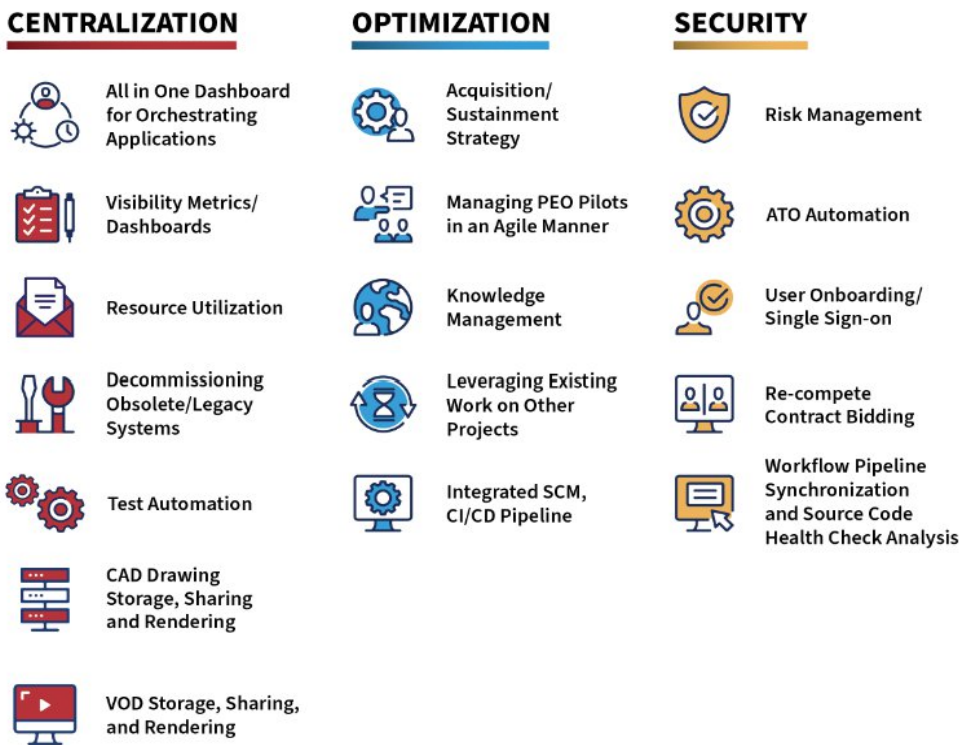 CENTRALIZATION
All in One Dashboard
for Orchestrating
Applications
Visibility Metrics/
Dashboards
Resource Utilization
Decommissioning
Obsolete/Legacy
Systems
Test Automation
CAD Drawing
Storage, Sharing
and Rendering
VOD Storage, Sharing,
and Rendering
OPTIMIZATION
Acquisition/
Sustainment
Strategy
Managing PEO Pilots
in an Agile Manner
Knowledge
Management
Leveraging Existing
Work on Other
Projects
Integrated SCM,
CI/CD Pipeline
SECURITY
Risk Management
ATO Automation
User Onboarding/
Single Sign-on
Re-compete
Contract Bidding
Workflow Pipeline
Synchronization
and Source Code
Health Check Analysis